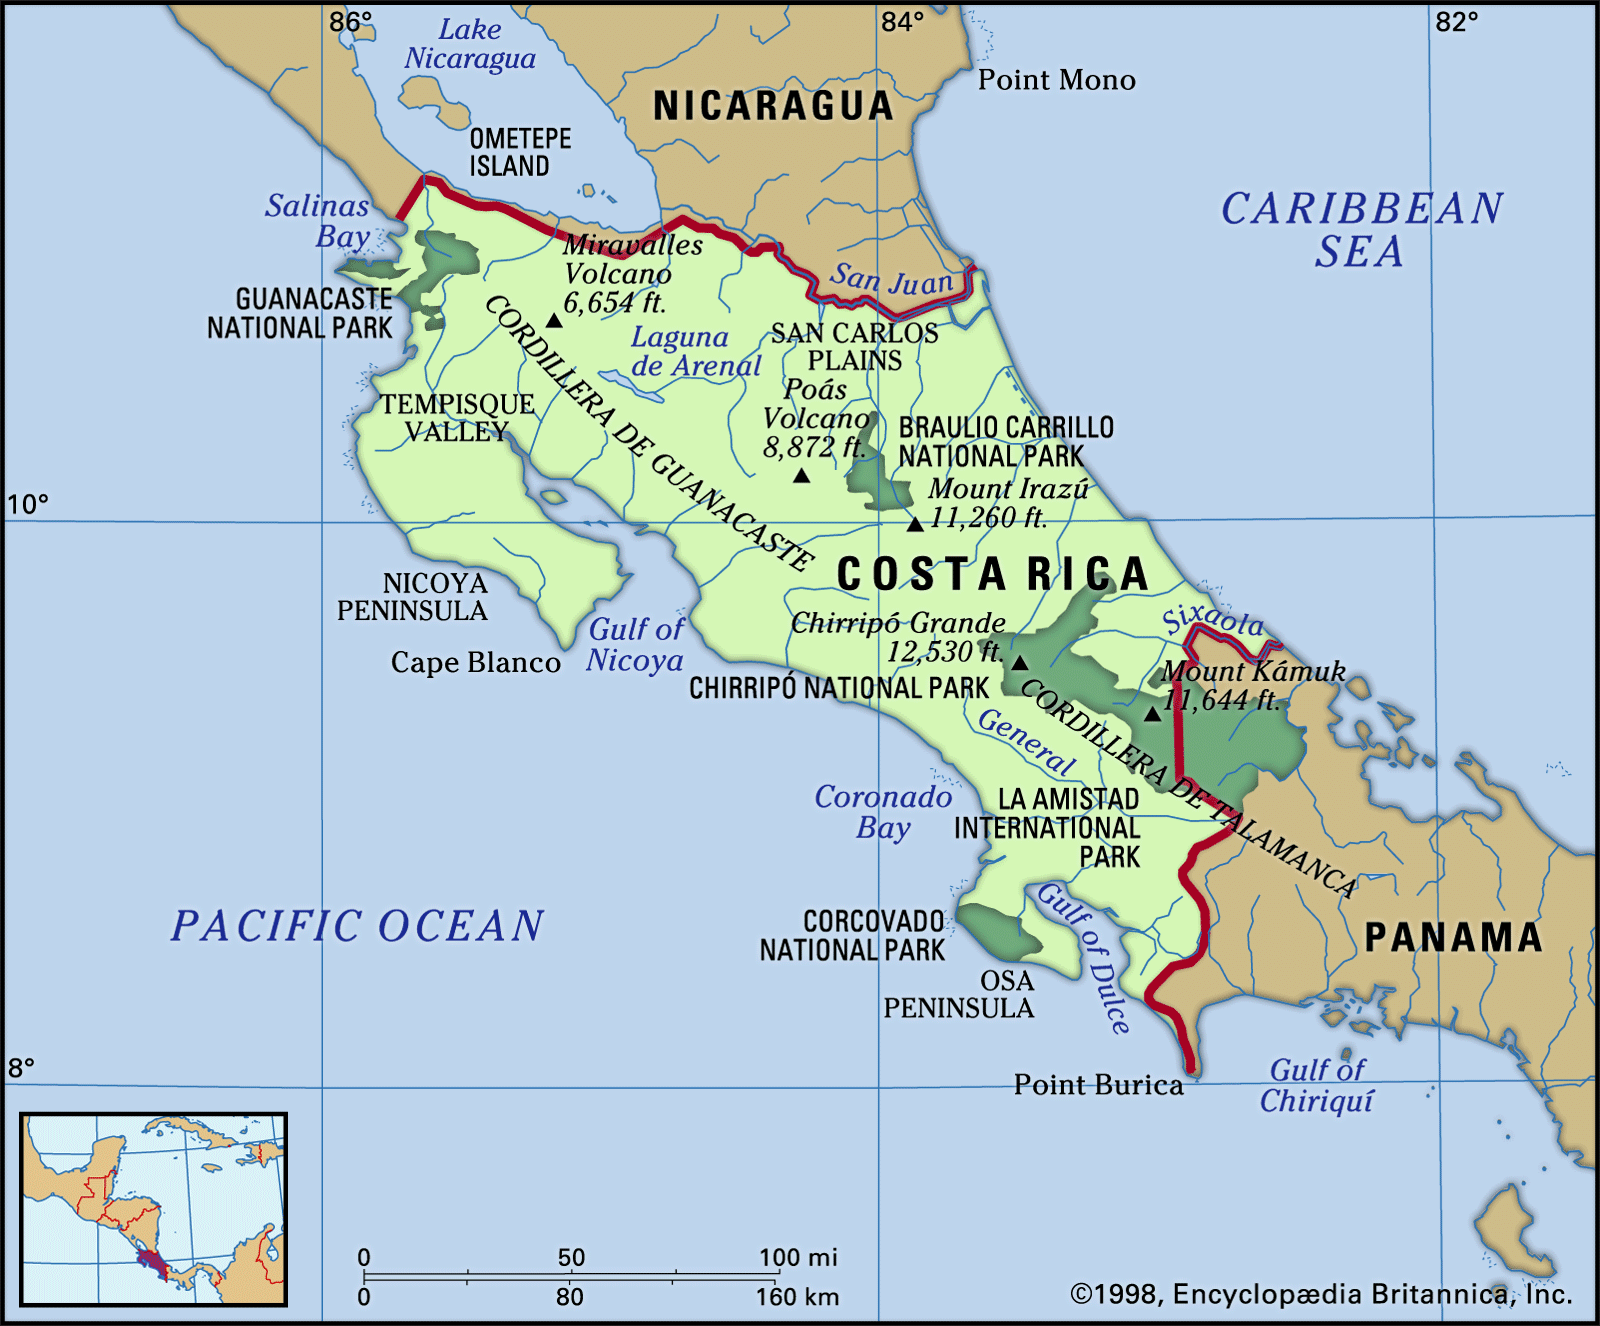 86°
84°
82°
Lake
Nicaragua
Point Mono
NICARAGUA
OMETEPE
ISLAND
Salinas
Bay
CARIBBEAN
SEA
Miravalles
Volcano
6,654 ft.
San Juan
GUANACASTE
NATIONAL PARK
CORDILLERA DE GUANACASTE
Laguna
de Arenal
SAN CARLOS
PLAINS
Poás
Volcano
8,872 ft.
TEMPISQUE
VALLEY
BRAULIO CARRILLO
NATIONAL PARK
Mount Irazú
11,260 ft.
10°
COSTA RICA
NICOYA
PENINSULA
Gulf of
Nicoya
Cape Blanco
Chirripó Grande
12,530 ft.
CHIRRIPÓ NATIONAL PARK
Sixaola
Mount Kámuk
11,644 ft.
CORDILLERA DE TALAMANCA
General
Coronado
Bay
LA AMISTAD
INTERNATIONAL
PARK
PACIFIC OCEAN
CORCOVADO
NATIONAL PARK
Gulf of Dulce
OSA
PENINSULA
PANAMA
8°
Point Burica
Gulf of
Chiriquí
0 50 100 mi
0 80 160 km
©1998, Encyclopædia Britannica, Inc.